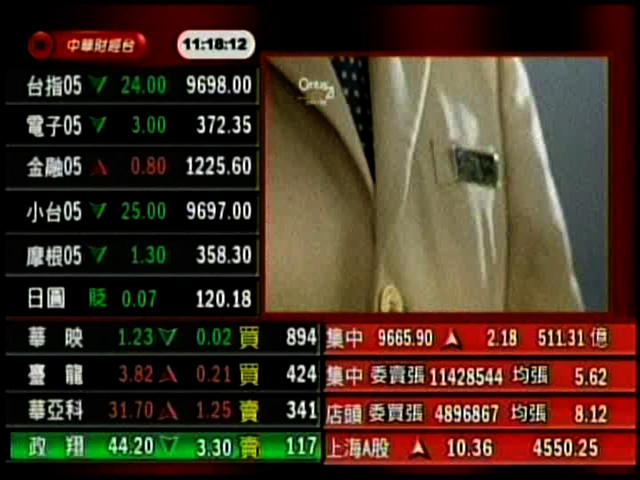 中華財經台 11:18:12
台指05 24.00 9698.00
電子05 3.00 372.35
金融05 0.80 1225.60
小台05 25.00 9697.00
摩根05 1.30 358.30
日圓 貶 0.07 120.18
華映 1.23 0.02 買 894
臺龍 3.82 0.21 買 424
華亞科 31.70 1.25 賣 341
政翔 44.20 3.30 賣 117
集中 9665.90 2.18 511.31 億
集中 委賣張 11428544 均張 5.62
店頭 委買張 4896867 均張 8.12
上海A股 10.36 4550.25